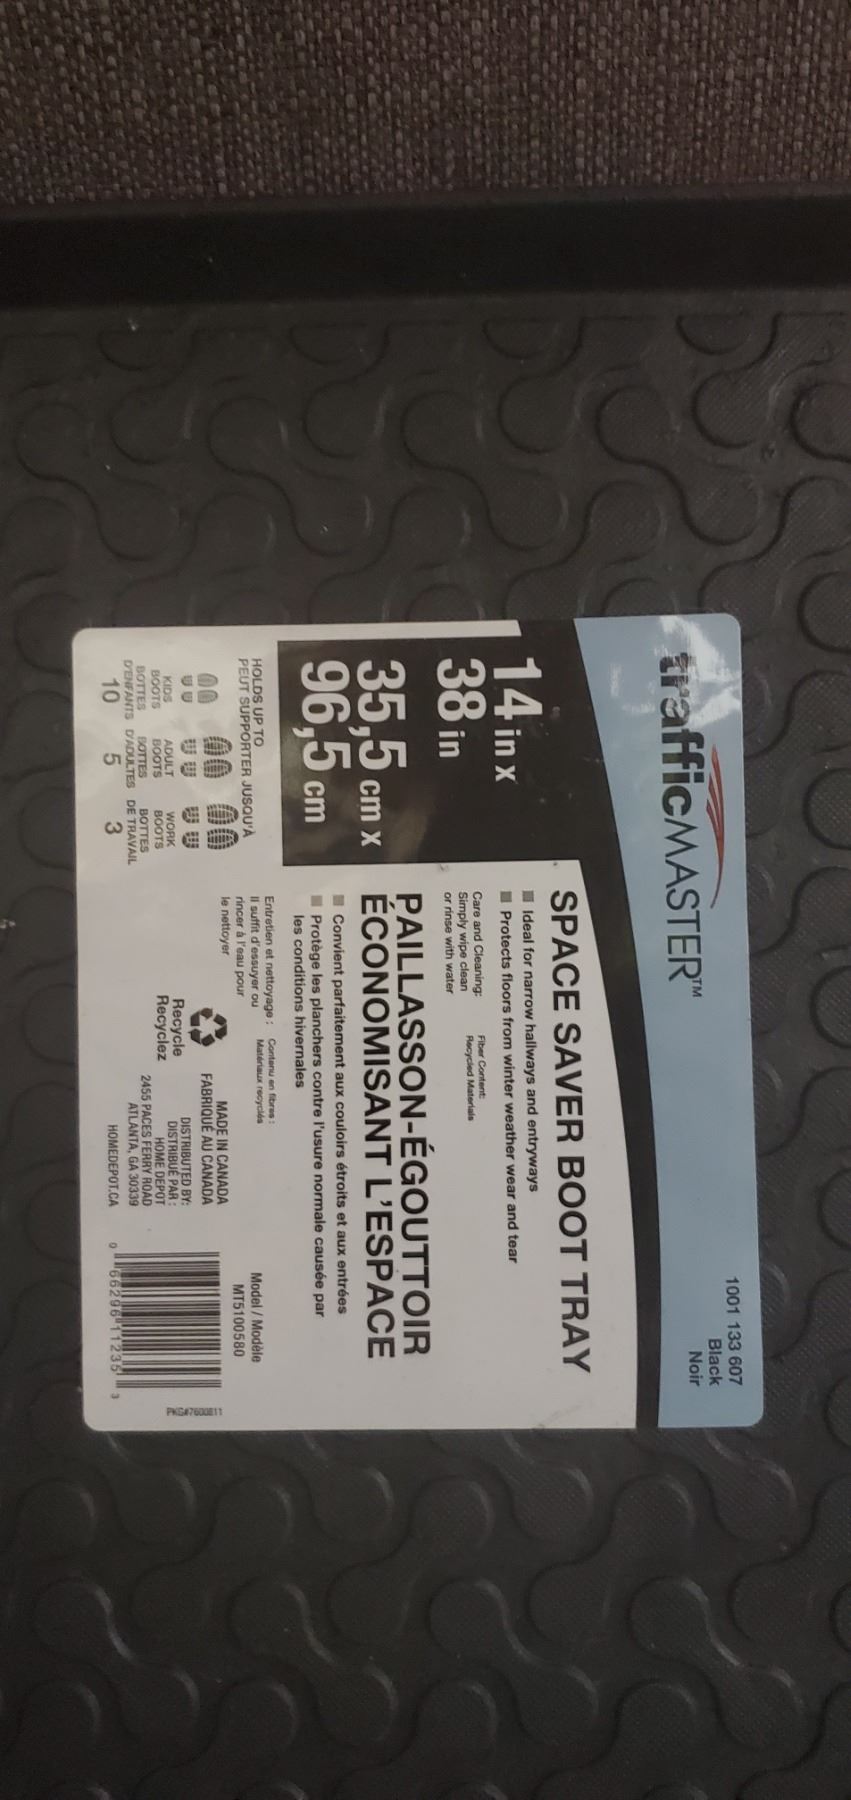 trafficMASTER™
1001 133 607
Black
Noir
14 in x
38 in
35,5 cm x
96,5 cm
SPACE SAVER BOOT TRAY
Ideal for narrow hallways and entryways
Protects floors from winter weather wear and tear
Care and Cleaning:
Simply wipe clean
or rinse with water
Fiber Content:
Recycled Materials
PAILLASSON-ÉGOUTTOIR
ÉCONOMISANT L'ESPACE
Convient parfaitement aux couloirs étroits et aux entrées
Protège les planchers contre l'usure normale causée par
les conditions hivernales
Entretien et nettoyage :
Il suffit d'essuyer ou
rincer à l'eau pour
le nettoyer
Contenu en fibres :
Matériaux recyclés
HOLDS UP TO
PEUT SUPPORTER JUSQU'À
KIDS
BOOTS
BOTTES
D'ENFANTS
10
ADULT
BOOTS
BOTTES
D'ADULTES
5
WORK
BOOTS
BOTTES
DE TRAVAIL
3
Recycle
Recyclez
MADE IN CANADA
FABRIQUÉ AU CANADA
DISTRIBUTED BY:
DISTRIBUÉ PAR :
HOME DEPOT
2455 PACES FERRY ROAD
ATLANTA, GA 30339
HOMEDEPOT.CA
Model / Modèle
MT5100580
0 66296 11235 3